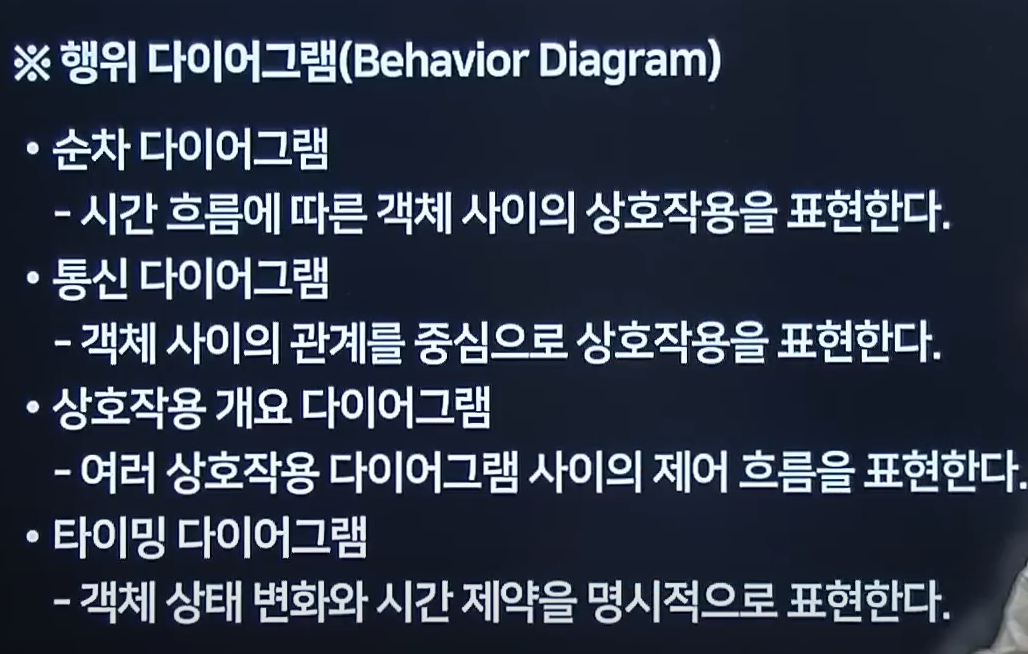 ※ 행위 다이어그램(Behavior Diagram)
• 순차 다이어그램
- 시간 흐름에 따른 객체 사이의 상호작용을 표현한다.
• 통신 다이어그램
- 객체 사이의 관계를 중심으로 상호작용을 표현한다.
• 상호작용 개요 다이어그램
- 여러 상호작용 다이어그램 사이의 제어 흐름을 표현한다.
• 타이밍 다이어그램
- 객체 상태 변화와 시간 제약을 명시적으로 표현한다.